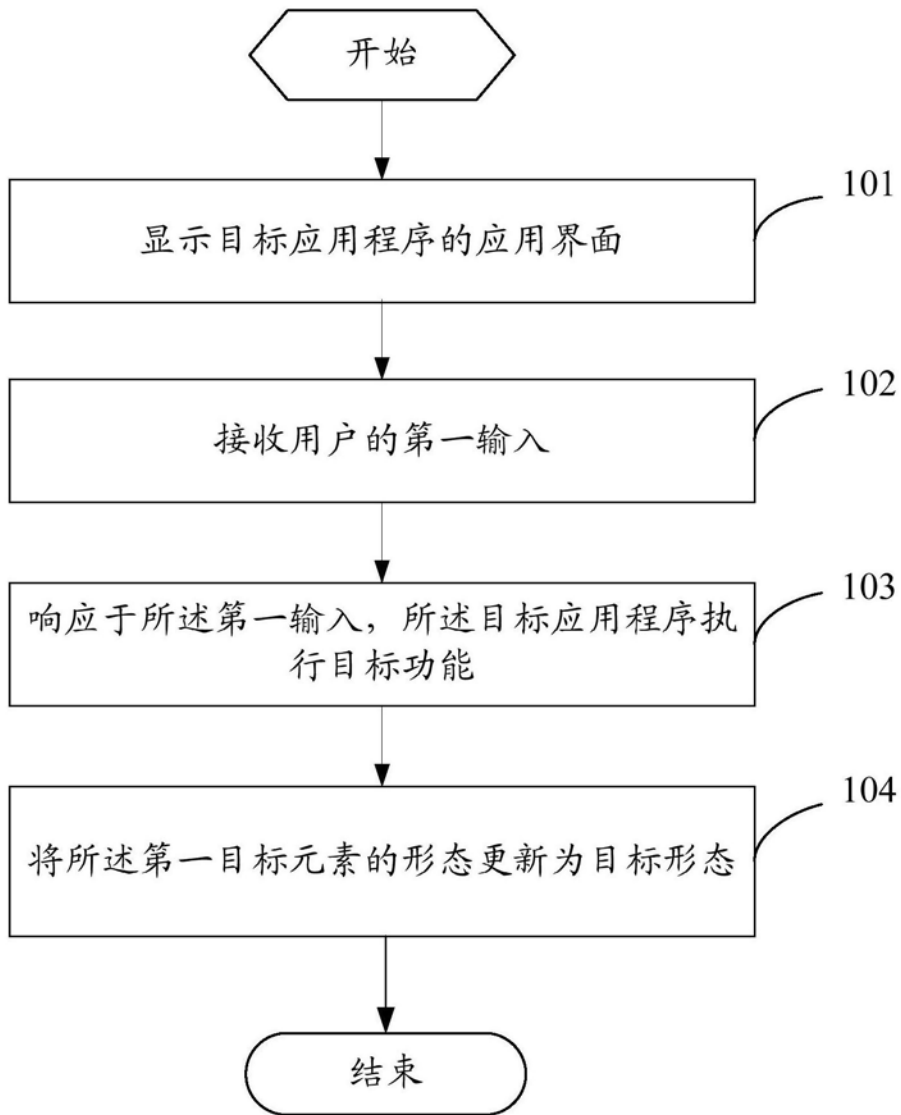 开始
101
显示目标应用程序的应用界面
102
接收用户的第一输入
103
响应于所述第一输入，所述目标应用程序执
行目标功能
104
将所述第一目标元素的形态更新为目标形态
结束